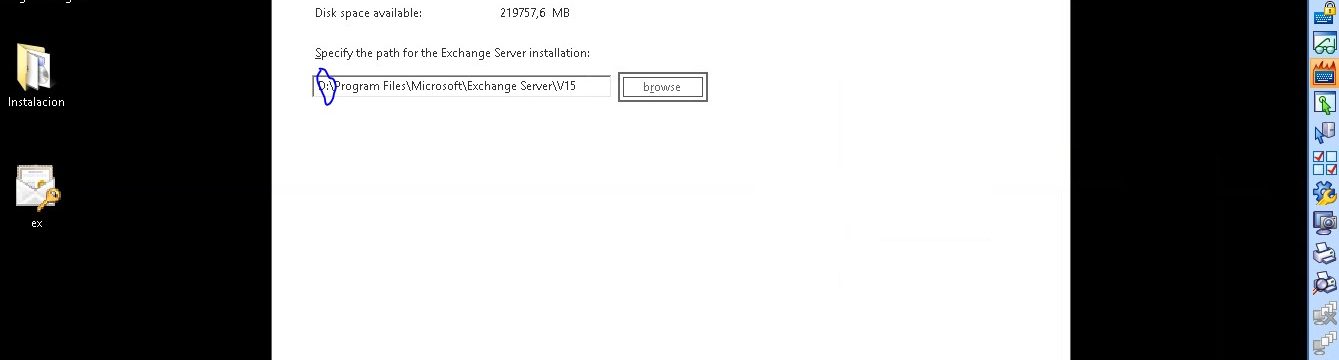 Disk space available: 219757,6 MB
Specify the path for the Exchange Server installation:
D:\Program Files\Microsoft\Exchange Server\V15 browse
Instalacion
ex